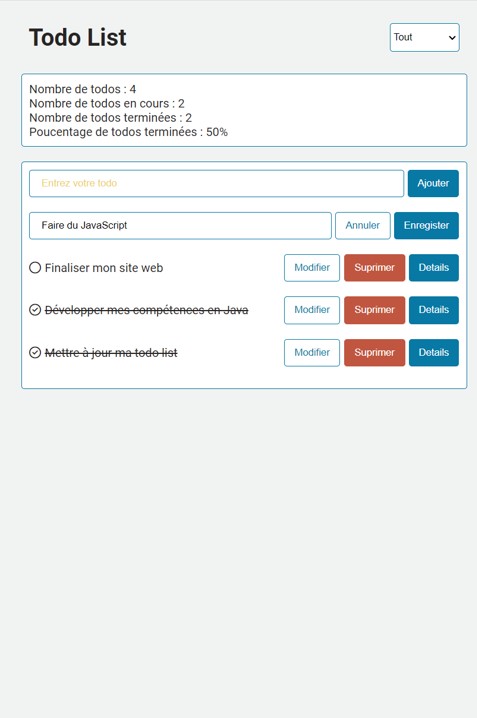 Todo List
Tout
Nombre de todos : 4
Nombre de todos en cours : 2
Nombre de todos terminées : 2
Poucentage de todos terminées : 50%
Entrez votre todo
Ajouter
Faire du JavaScript
Annuler
Enregister
Finaliser mon site web
Modifier
Suprimer
Details
Développer mes compétences en Java
Modifier
Suprimer
Details
Mettre à jour ma todo list
Modifier
Suprimer
Details